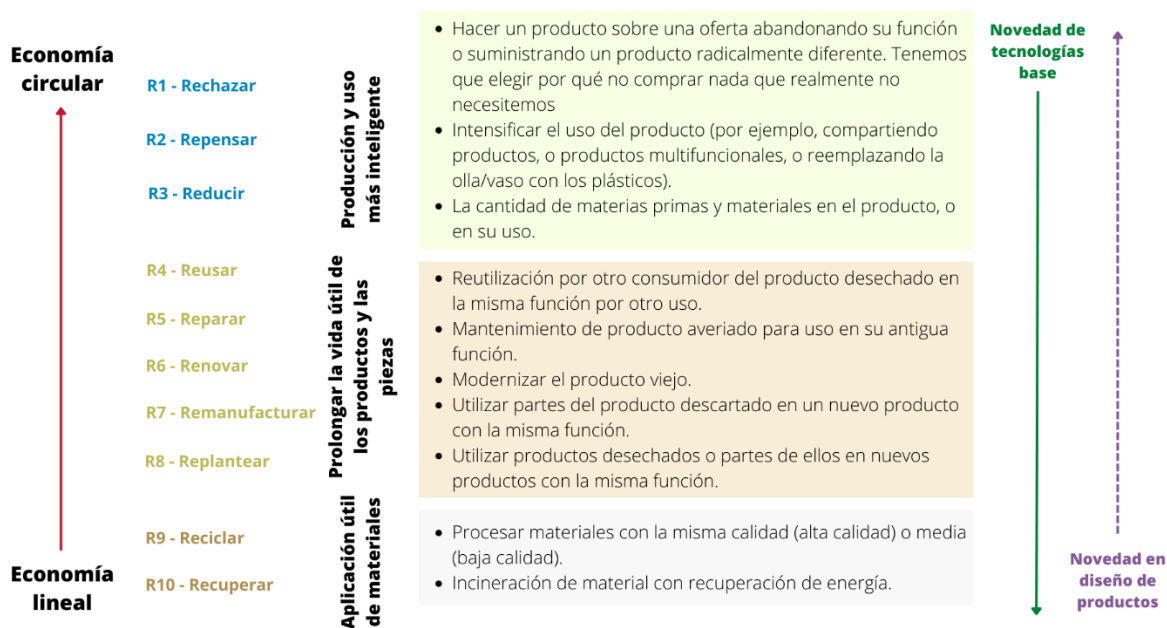 Economía
circular
R1 - Rechazar
R2 - Repensar
R3 - Reducir
Producción y uso
más inteligente
• Hacer un producto sobre una oferta abandonando su función
o suministrando un producto radicalmente diferente. Tenemos
que elegir por qué no comprar nada que realmente no
necesitemos
• Intensificar el uso del producto (por ejemplo, compartiendo
productos, o productos multifuncionales, o reemplazando la
olla/vaso con los plásticos).
• La cantidad de materias primas y materiales en el producto, o
en su uso.
R4 - Reusar
R5 - Reparar
R6 - Renovar
R7 - Remanufacturar
R8 - Replantear
Prolongar la vida útil de
los productos y las
piezas
• Reutilización por otro consumidor del producto desechado en
la misma función por otro uso.
• Mantenimiento de producto averiado para uso en su antigua
función.
• Modernizar el producto viejo.
• Utilizar partes del producto descartado en un nuevo producto
con la misma función.
• Utilizar productos desechados o partes de ellos en nuevos
productos con la misma función.
R9 - Reciclar
R10 - Recuperar
Aplicación útil
de materiales
• Procesar materiales con la misma calidad (alta calidad) o media
(baja calidad).
• Incineración de material con recuperación de energía.
Economía
lineal
Novedad de
tecnologías
base
Novedad en
diseño de
productos